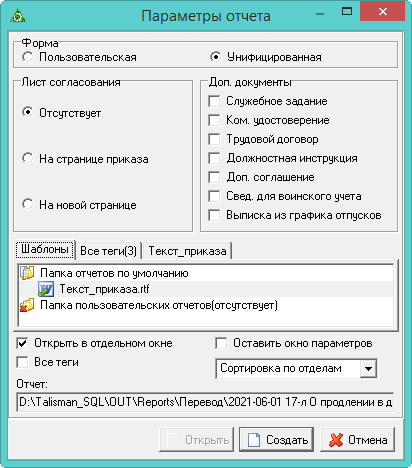 Параметры отчета
Форма
Пользовательская
Унифицированная
Лист согласования
Отсутствует
На странице приказа
На новой странице
Доп. документы
Служебное задание
Ком. удостоверение
Трудовой договор
Должностная инструкция
Доп. соглашение
Свед. для воинского учета
Выписка из графика отпусков
Шаблоны
Все теги(3)
Текст_приказа
Папка отчетов по умолчанию
Текст_приказа.rtf
Папка пользовательских отчетов(отсутствует)
Открыть в отдельном окне
Оставить окно параметров
Все теги
Сортировка по отделам
Отчет:
D:\Talisman_SQL\OUT\Reports\Перевод\2021-06-01 17-л О продлении в д
Открыть
Создать
Отмена